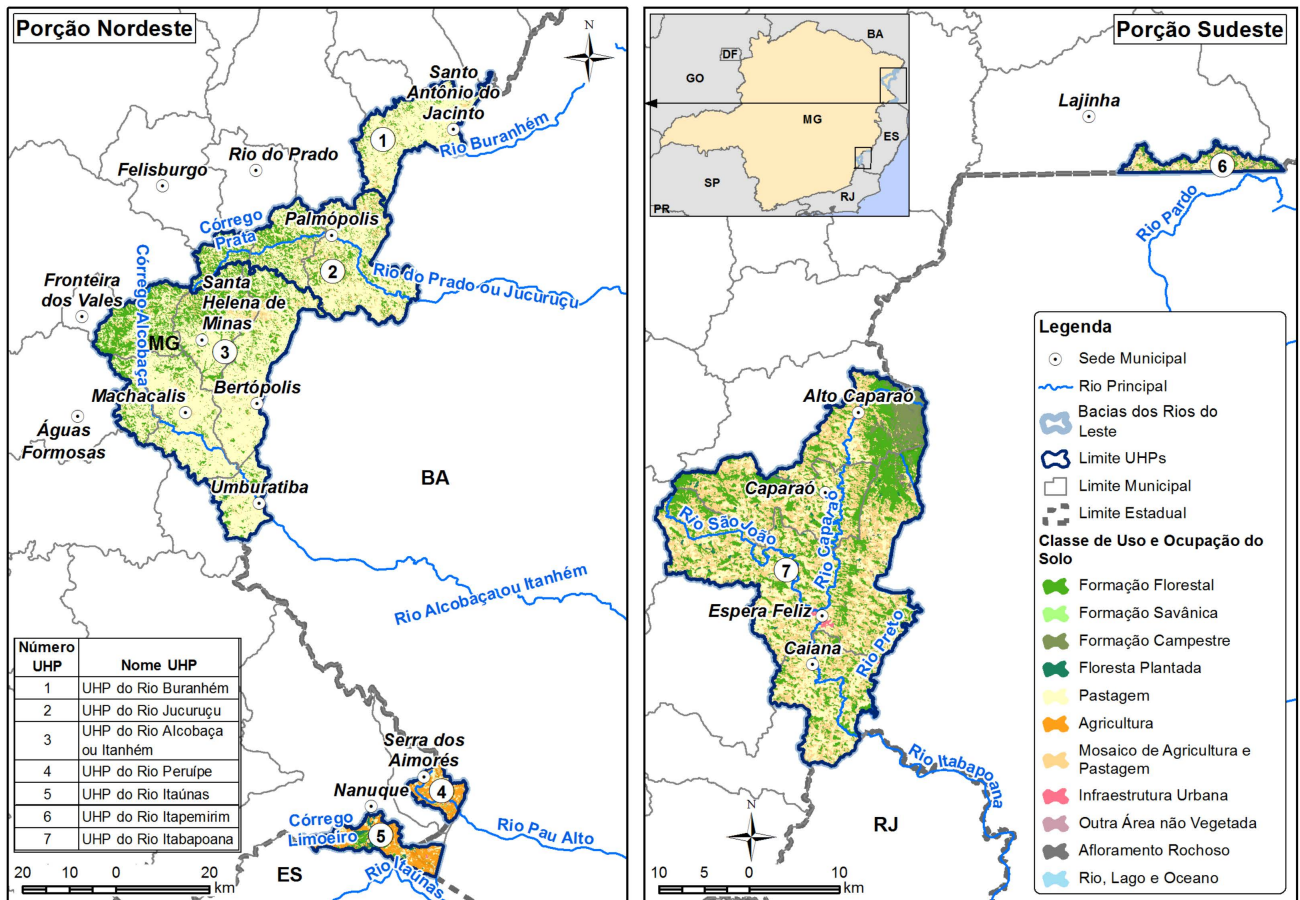 Porção Nordeste
N
Santo
Antônio do
Jacinto
1
Rio Buranhém
Rio do Prado
Felisburgo
Córrego
Prata
Palmópolis
2
Rio do Prado ou Jucuruçu
Córrego Alcobaça
Fronteira
dos Vales
Santa
Helena de
Minas
MG
3
Machacalis
Bertópolis
Águas
Formosas
Umburatiba
BA
Rio Alcobaça ou Itanhém
Número UHP
Nome UHP
1 UHP do Rio Buranhém
2 UHP do Rio Jucuruçu
3 UHP do Rio Alcobaça
ou Itanhém
4 UHP do Rio Peruípe
5 UHP do Rio Itaúnas
6 UHP do Rio Itapemirim
7 UHP do Rio Itabapoana
Serra dos
Aimorés
4
Nanuque
Córrego
Limoeiro
5
Rio Pau Alto
Rio Itaúnas
ES
20 10 0 20
km
Porção Sudeste
BA
DF
GO
MG
ES
SP
RJ
PR
Lajinha
6
Rio Pardo
Alto Caparaó
Caparaó
Rio Caparaó
Rio São João
7
Espera Feliz
Caiana
Rio Preto
Rio Itabapoana
N
RJ
10 5 0 10
km
Legenda
Sede Municipal
Rio Principal
Bacias dos Rios do
Leste
Limite UHPs
Limite Municipal
Limite Estadual
Classe de Uso e Ocupação do
Solo
Formação Florestal
Formação Savânica
Formação Campestre
Floresta Plantada
Pastagem
Agricultura
Mosaico de Agricultura e
Pastagem
Infraestrutura Urbana
Outra Área não Vegetada
Afloramento Rochoso
Rio, Lago e Oceano